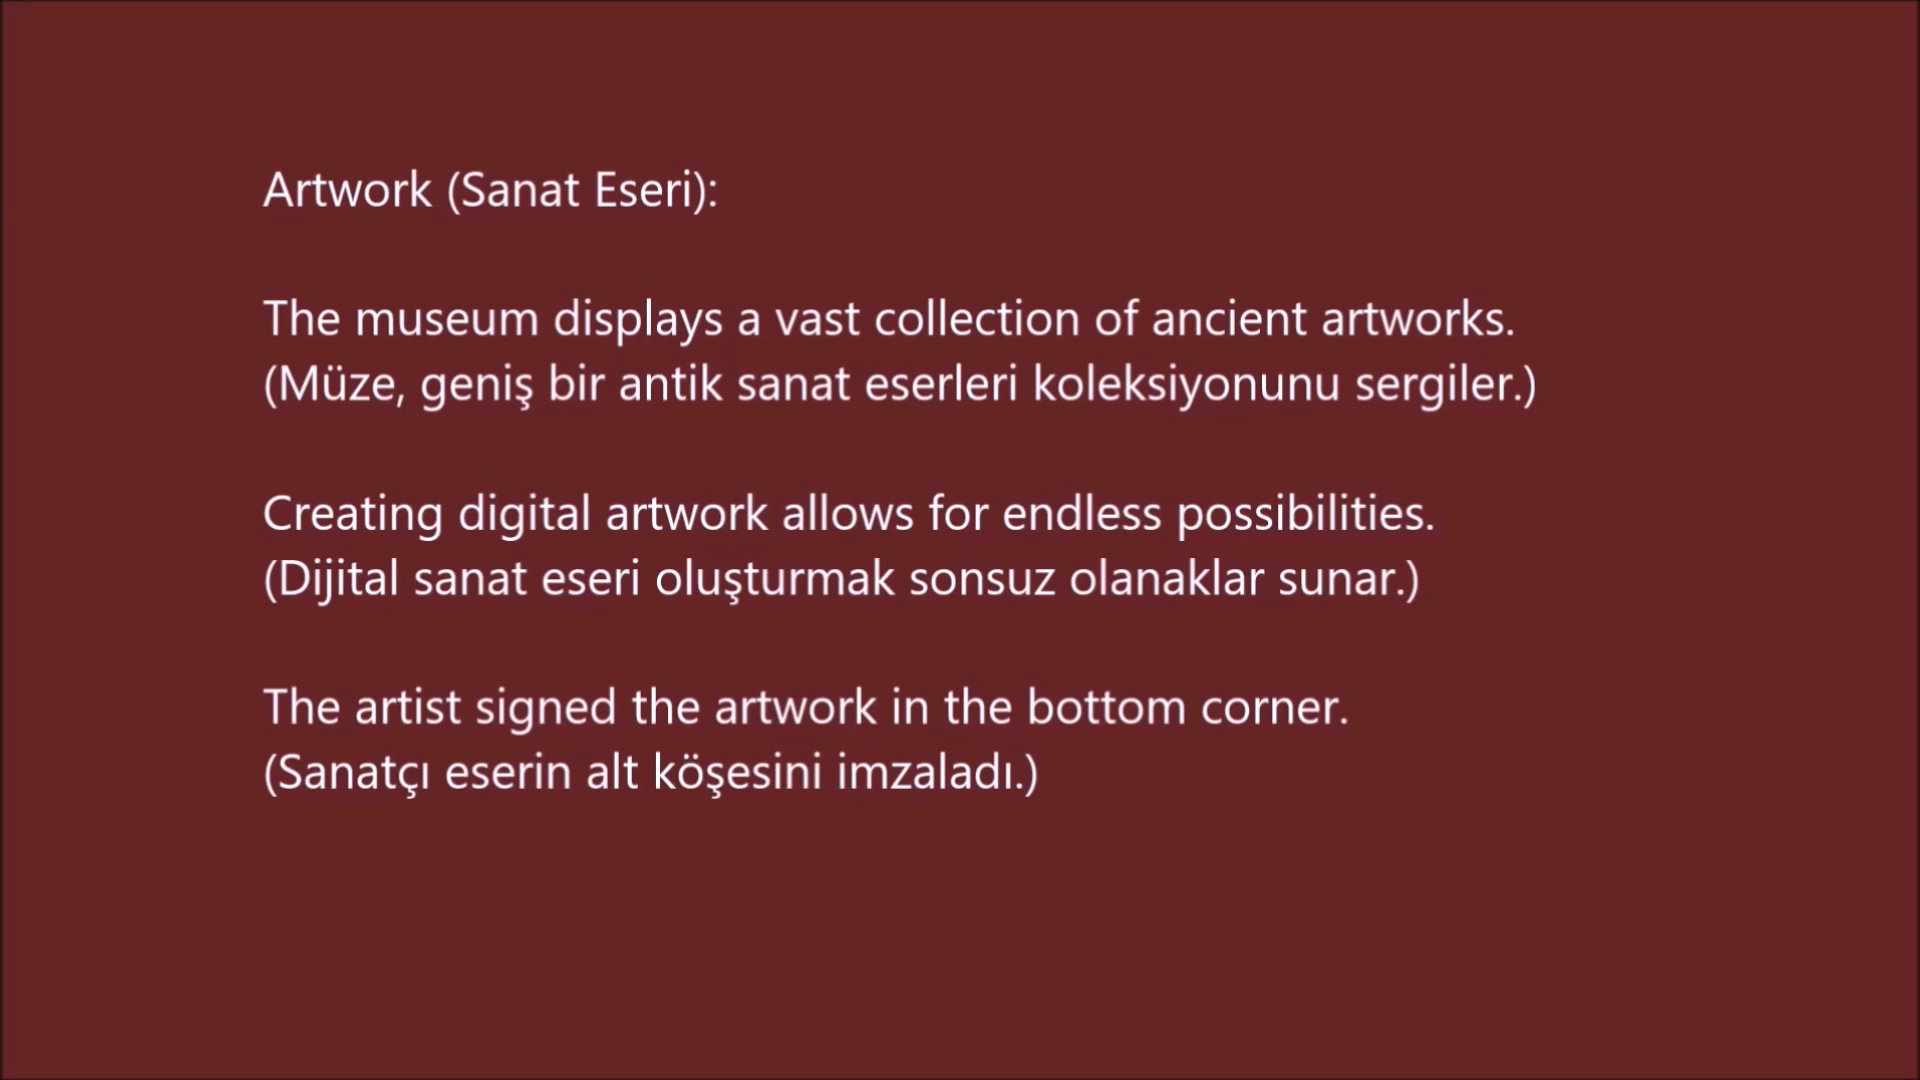 Artwork (Sanat Eseri):
The museum displays a vast collection of ancient artworks.
(Müze, geniş bir antik sanat eserleri koleksiyonunu sergiler.)
Creating digital artwork allows for endless possibilities.
(Dijital sanat eseri oluşturmak sonsuz olanaklar sunar.)
The artist signed the artwork in the bottom corner.
(Sanatçı eserin alt köşesini imzaladı.)